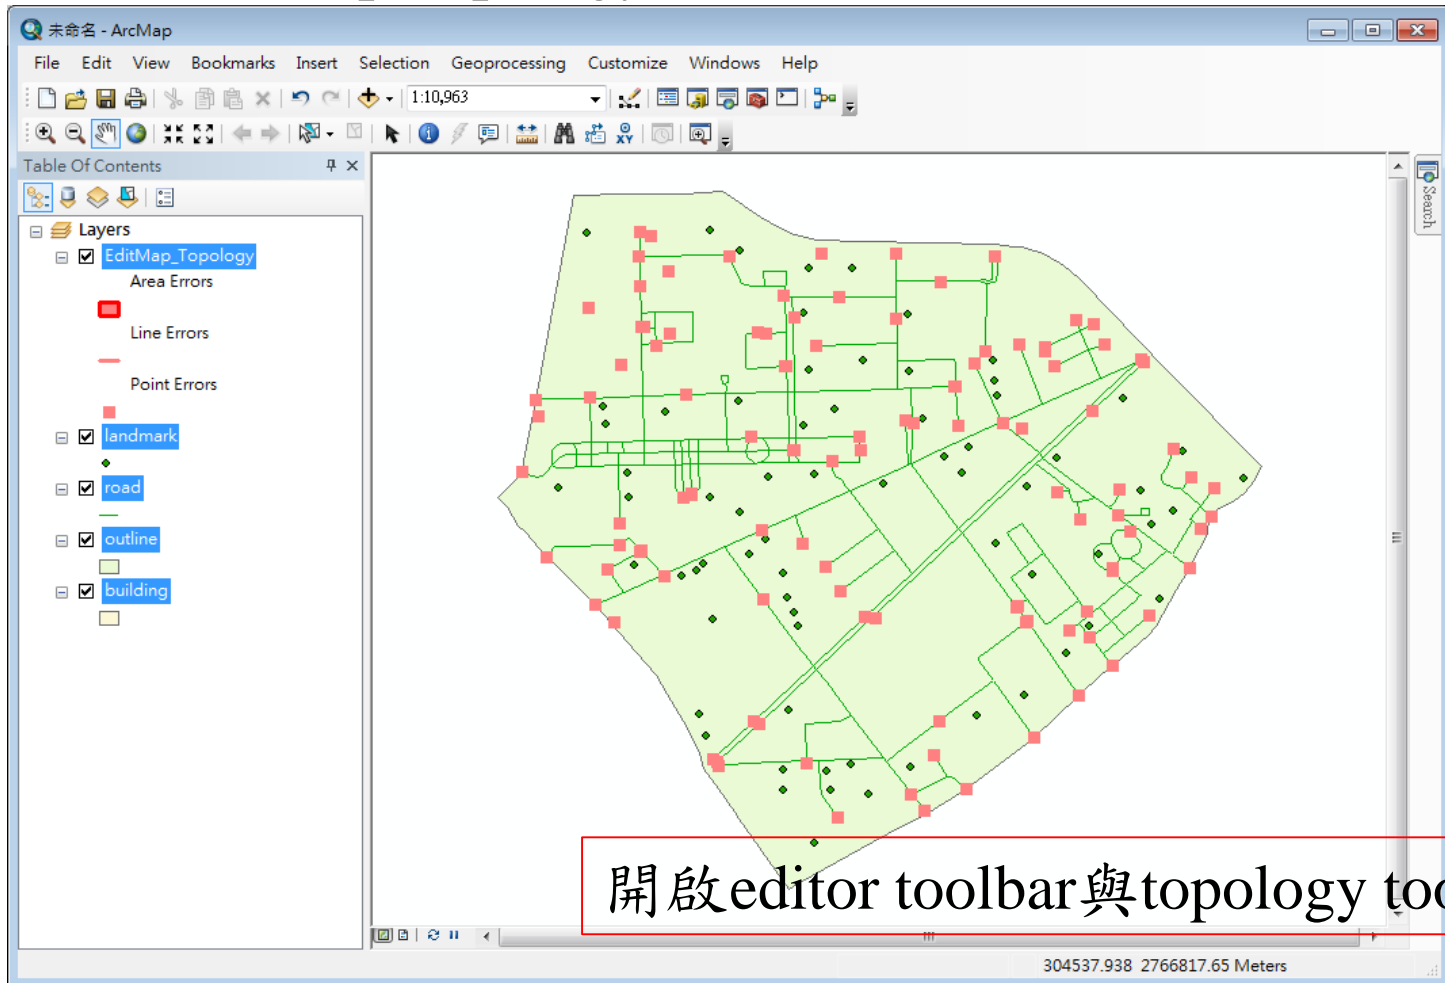 未命名 - ArcMap
File Edit View Bookmarks Insert Selection Geoprocessing Customize Windows Help
1:10,963
XY
Table Of Contents
Search
Layers
EditMap_Topology
Area Errors
Line Errors
Point Errors
landmark
road
outline
building
開啟editor toolbar與topology
304537.938 2766817.65 Meters